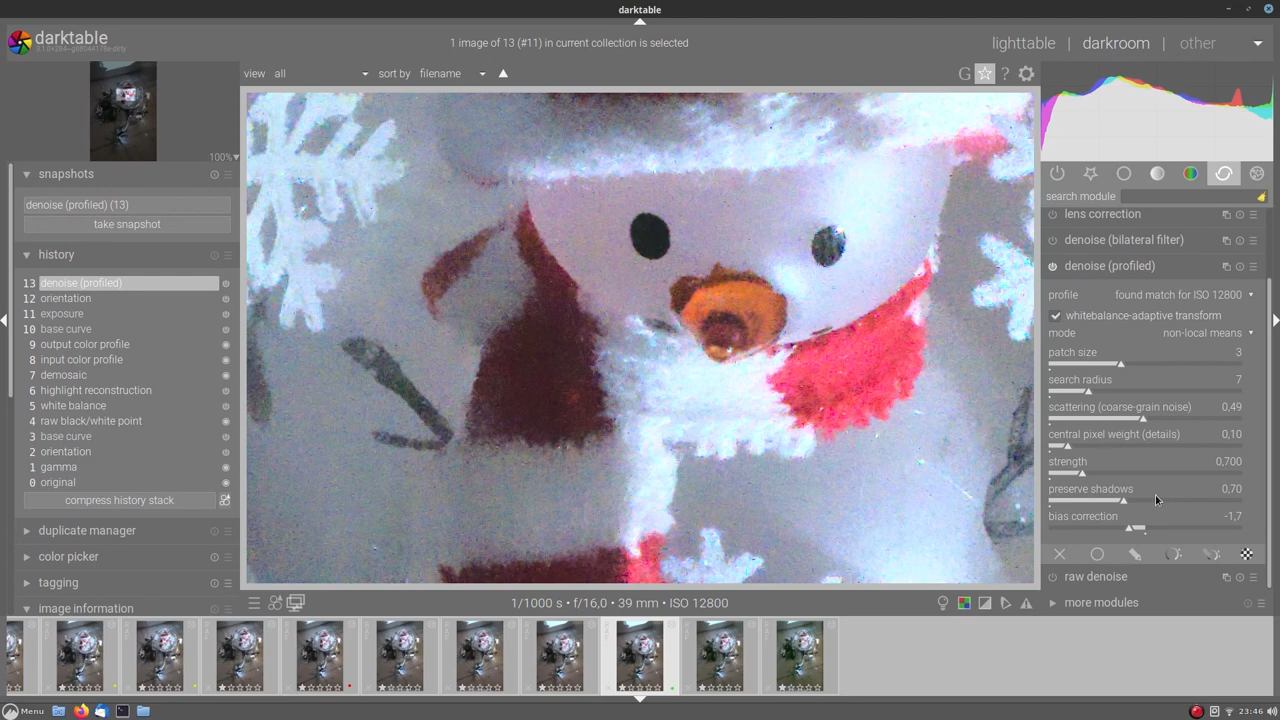 darktable
darktable
1 image of 13 (#11) in current collection is selected
lighttable | darkroom | other
view all sort by filename
G ?
100%
snapshots
denoise (profiled) (13)
take snapshot
history
13 denoise (profiled)
12 orientation
11 exposure
10 base curve
9 output color profile
8 input color profile
7 demosaic
6 highlight reconstruction
5 white balance
4 raw black/white point
3 base curve
2 orientation
1 gamma
0 original
compress history stack
duplicate manager
color picker
tagging
image information
1/1000 s • f/16,0 • 39 mm • ISO 12800
search module
lens correction
denoise (bilateral filter)
denoise (profiled)
profile found match for ISO 12800
whitebalance-adaptive transform
mode non-local means
patch size 3
search radius 7
scattering (coarse-grain noise) 0,49
central pixel weight (details) 0,10
strength 0,700
preserve shadows 0,70
bias correction -1,7
raw denoise
more modules
Menu
23:46